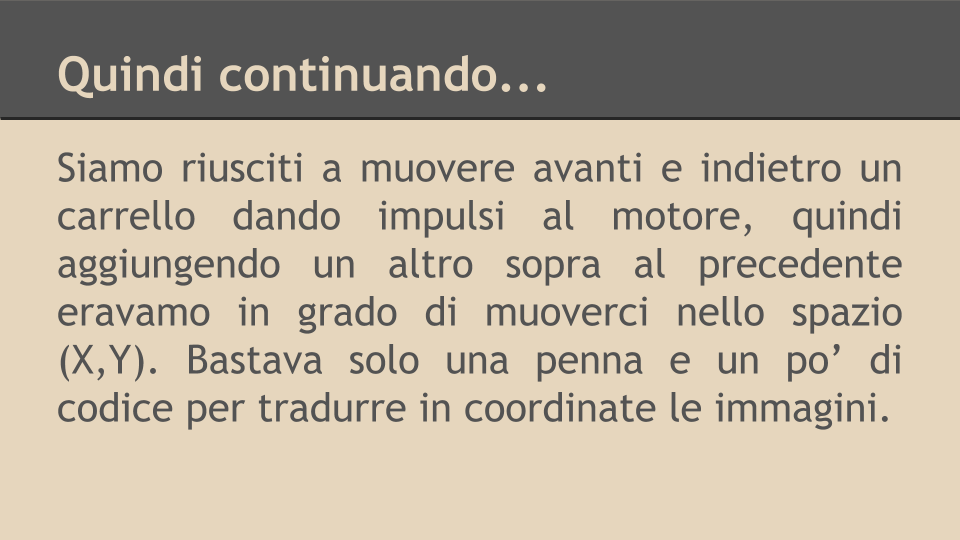 Quindi continuando...
Siamo riusciti a muovere avanti e indietro un
carrello dando impulsi al motore, quindi
aggiungendo un altro sopra al precedente
eravamo in grado di muoverci nello spazio
(X,Y). Bastava solo una penna e un po’ di
codice per tradurre in coordinate le immagini.